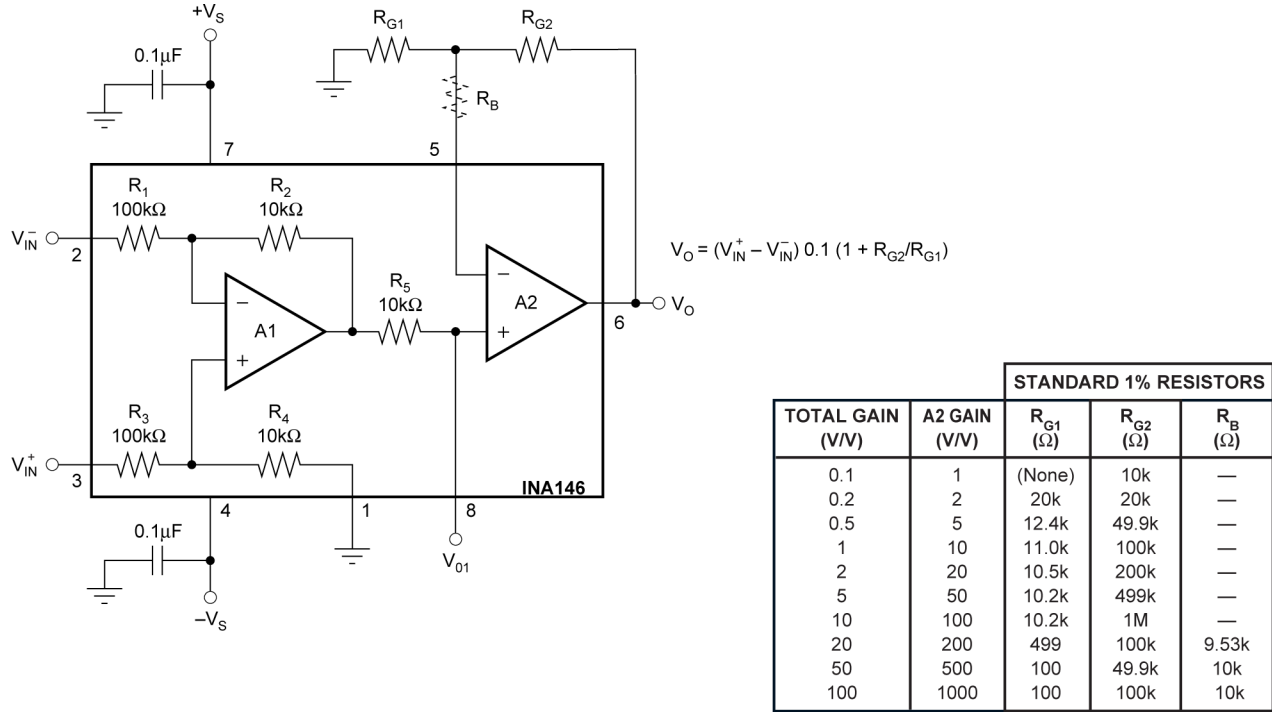 +V_S
0.1μF
R_G1
R_G2
R_B
7
5
R_1
100kΩ
R_2
10kΩ
V_IN^–
2
V_O = (V_IN^+ – V_IN^–) 0.1 (1 + R_G2/R_G1)
R_5
10kΩ
–
A1
+
–
A2
+
V_O
6
R_3
100kΩ
R_4
10kΩ
V_IN^+
3
INA146
4
1
8
0.1μF
V_01
–V_S
STANDARD 1% RESISTORS
TOTAL GAIN (V/V) A2 GAIN (V/V) R_G1 (Ω) R_G2 (Ω) R_B (Ω)
0.1 1 (None) 10k —
0.2 2 20k 20k —
0.5 5 12.4k 49.9k —
1 10 11.0k 100k —
2 20 10.5k 200k —
5 50 10.2k 499k —
10 100 10.2k 1M —
20 200 499 100k 9.53k
50 500 100 49.9k 10k
100 1000 100 100k 10k